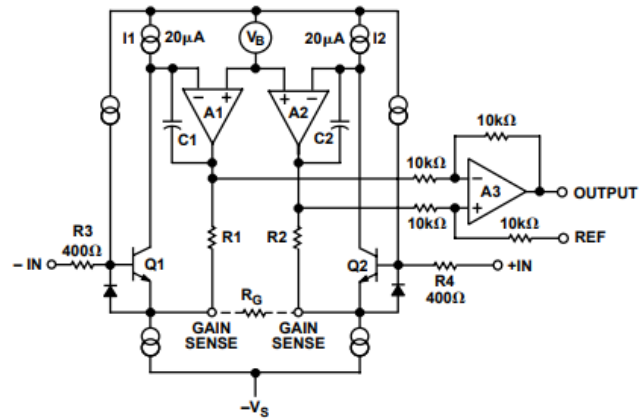 I1 20µA VB 20µA I2
A1 A2
C1 C2
10kΩ
10kΩ
A3 OUTPUT
10kΩ 10kΩ
REF
R3 R1 R2
400Ω
– IN Q1 Q2 +IN
R4
400Ω
RG
GAIN GAIN
SENSE SENSE
–VS
− + + −
−
+